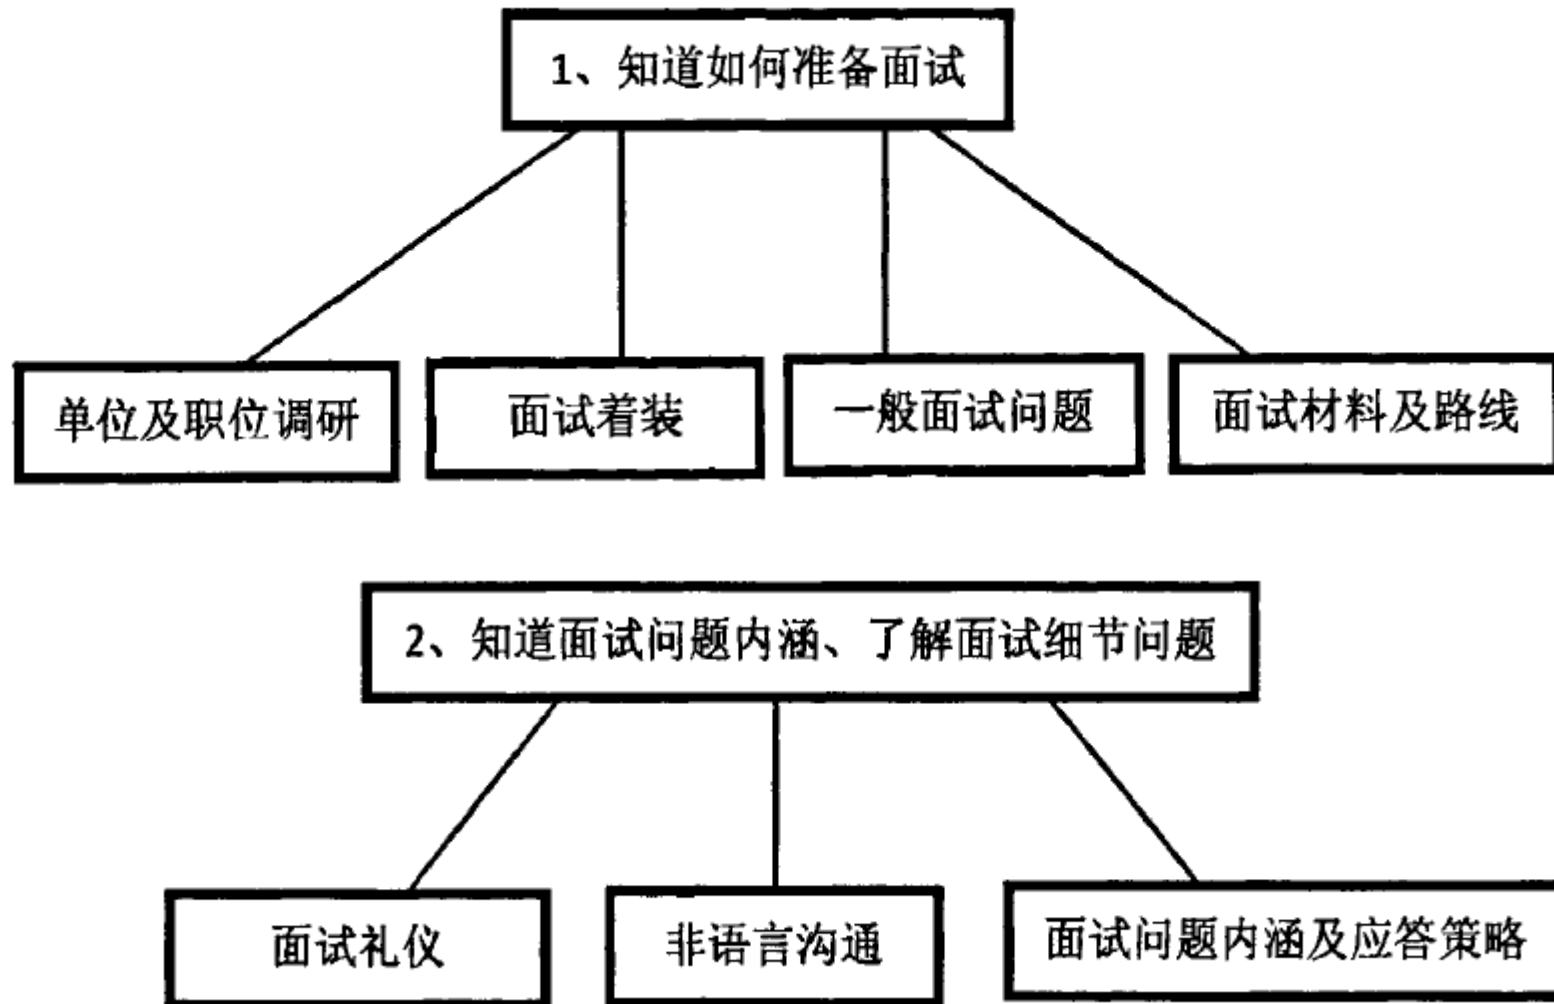 1、知道如何准备面试
单位及职位调研
面试着装
一般面试问题
面试材料及路线
2、知道面试问题内涵、了解面试细节问题
面试礼仪
非语言沟通
面试问题内涵及应答策略